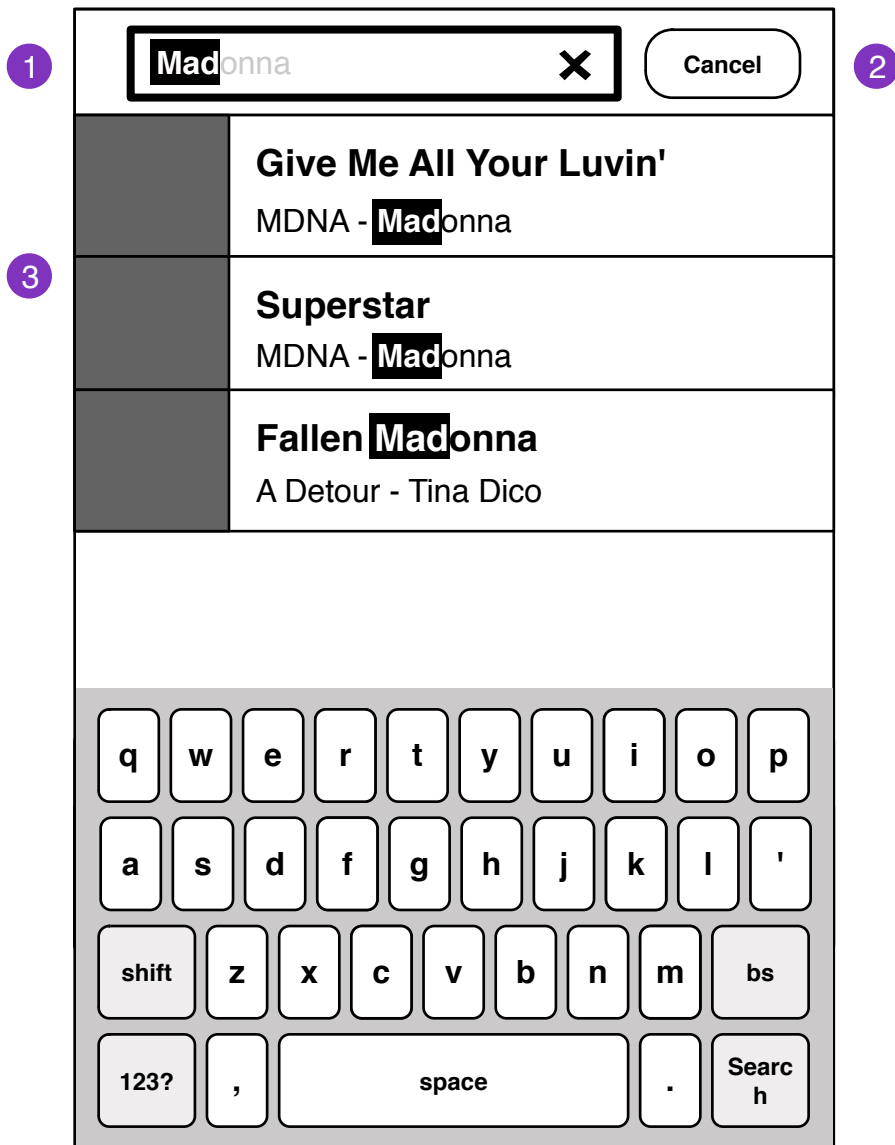 1 Madonna ✕ Cancel 2
Give Me All Your Luvin'
MDNA - Madonna
3
Superstar
MDNA - Madonna
Fallen Madonna
A Detour - Tina Dico
q w e r t y u i o p
a s d f g h j k l '
shift z x c v b n m bs
123? , space . Searc
h